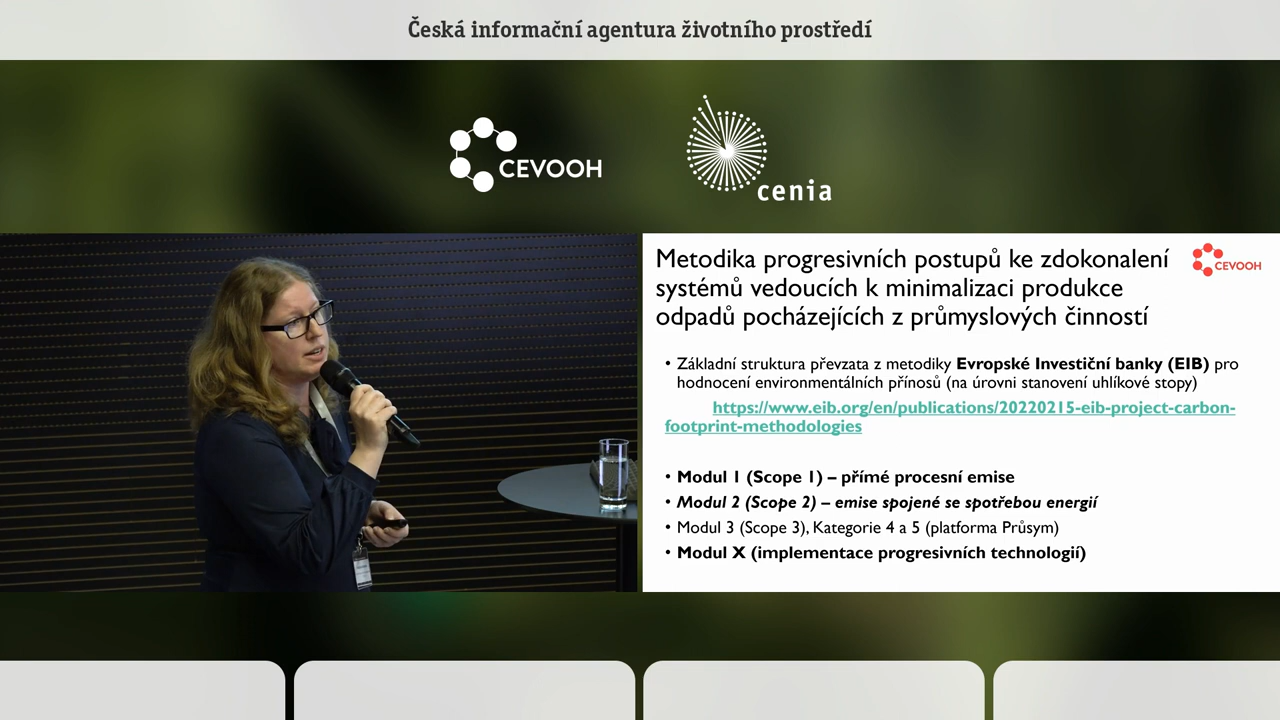 Česká informační agentura životního prostředí
CEVOOH
cenia
Metodika progresivních postupů ke zdokonalení
systémů vedoucích k minimalizaci produkce
odpadů pocházejících z průmyslových činností
CEVOOH
• Základní struktura převzata z metodiky Evropské Investiční banky (EIB) pro
hodnocení environmentálních přínosů (na úrovni stanovení uhlíkové stopy)
https://www.eib.org/en/publications/20220215-eib-project-carbon-
footprint-methodologies
• Modul 1 (Scope 1) – přímé procesní emise
• Modul 2 (Scope 2) – emise spojené se spotřebou energií
• Modul 3 (Scope 3), Kategorie 4 a 5 (platforma Průsym)
• Modul X (implementace progresivních technologií)